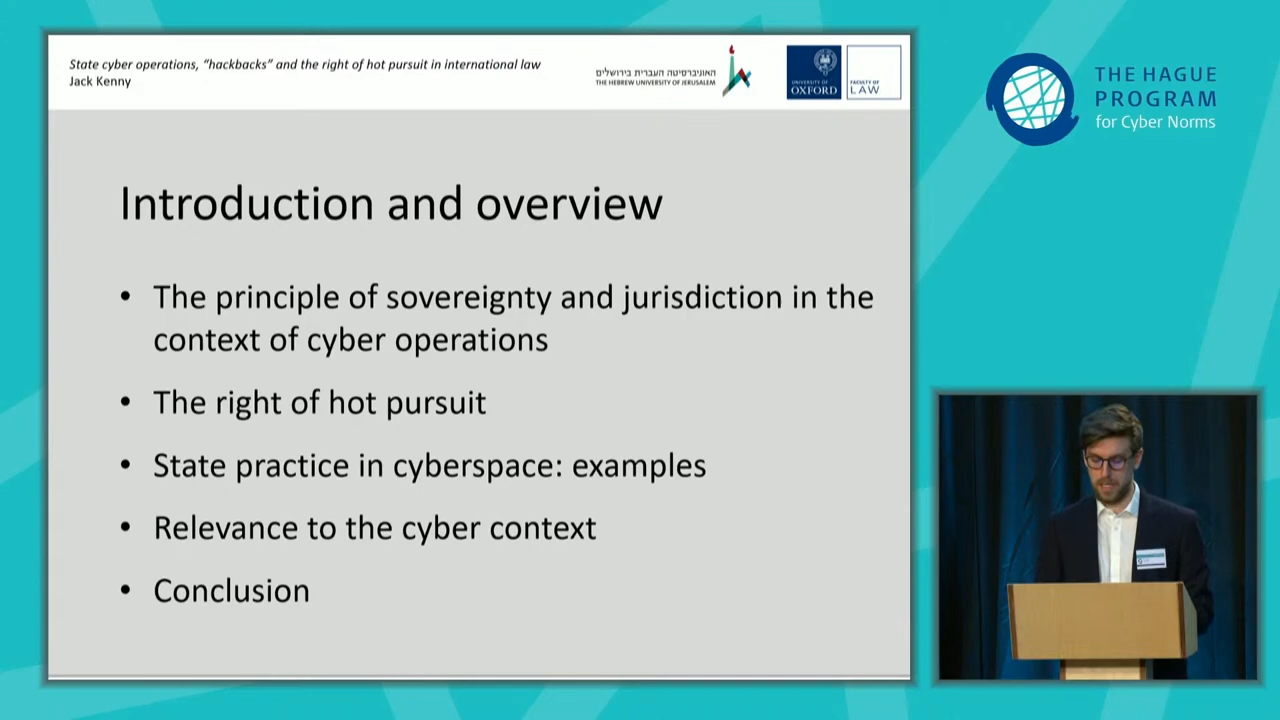 State cyber operations, “hackbacks” and the right of hot pursuit in international law
Jack Kenny
האוניברסיטה העברית בירושלים
THE HEBREW UNIVERSITY OF JERUSALEM
UNIVERSITY OF
OXFORD
FACULTY OF
LAW
THE HAGUE
PROGRAM
for Cyber Norms
Introduction and overview
• The principle of sovereignty and jurisdiction in the
context of cyber operations
• The right of hot pursuit
• State practice in cyberspace: examples
• Relevance to the cyber context
• Conclusion